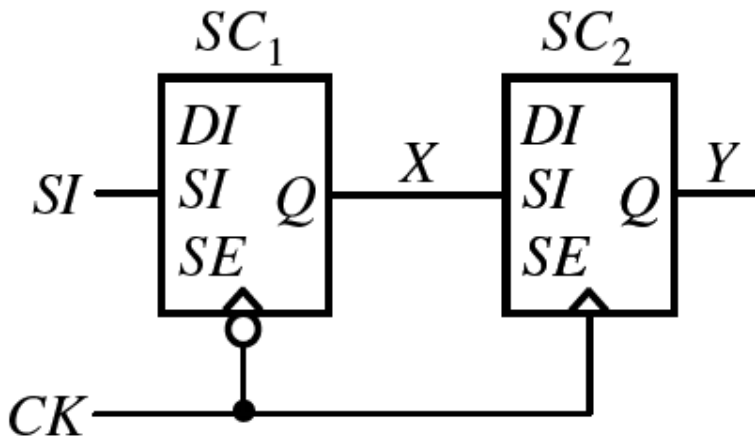 SC₁ SC₂
DI DI
SI SI Q X SI Q Y
SE SE
CK